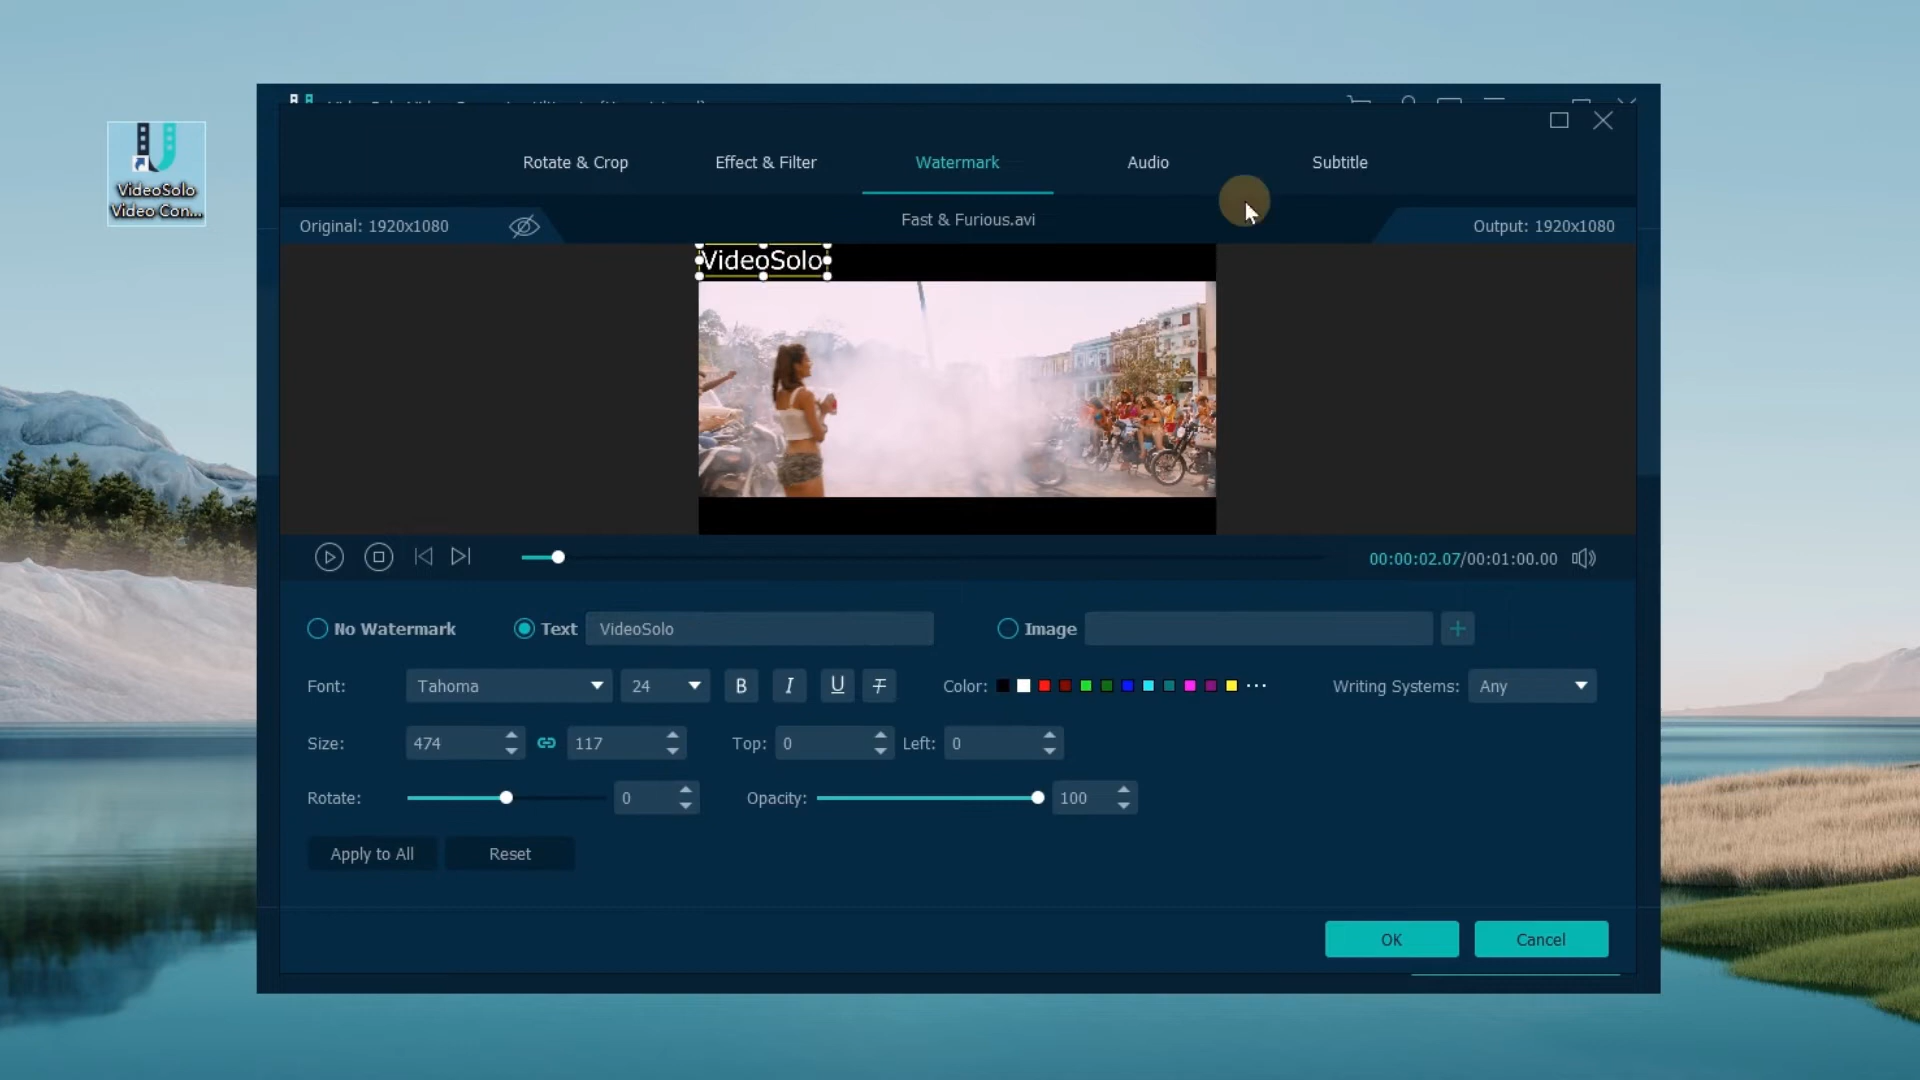 VideoSolo
Video Con...
Rotate & Crop
Effect & Filter
Watermark
Audio
Subtitle
Original: 1920x1080
Fast & Furious.avi
Output: 1920x1080
VideoSolo
00:00:02.07/00:01:00.00
No Watermark
Text
VideoSolo
Image
Font:
Tahoma
24
B
I
U
T
Color:
...
Writing Systems:
Any
Size:
474
117
Top:
0
Left:
0
Rotate:
0
Opacity:
100
Apply to All
Reset
OK
Cancel